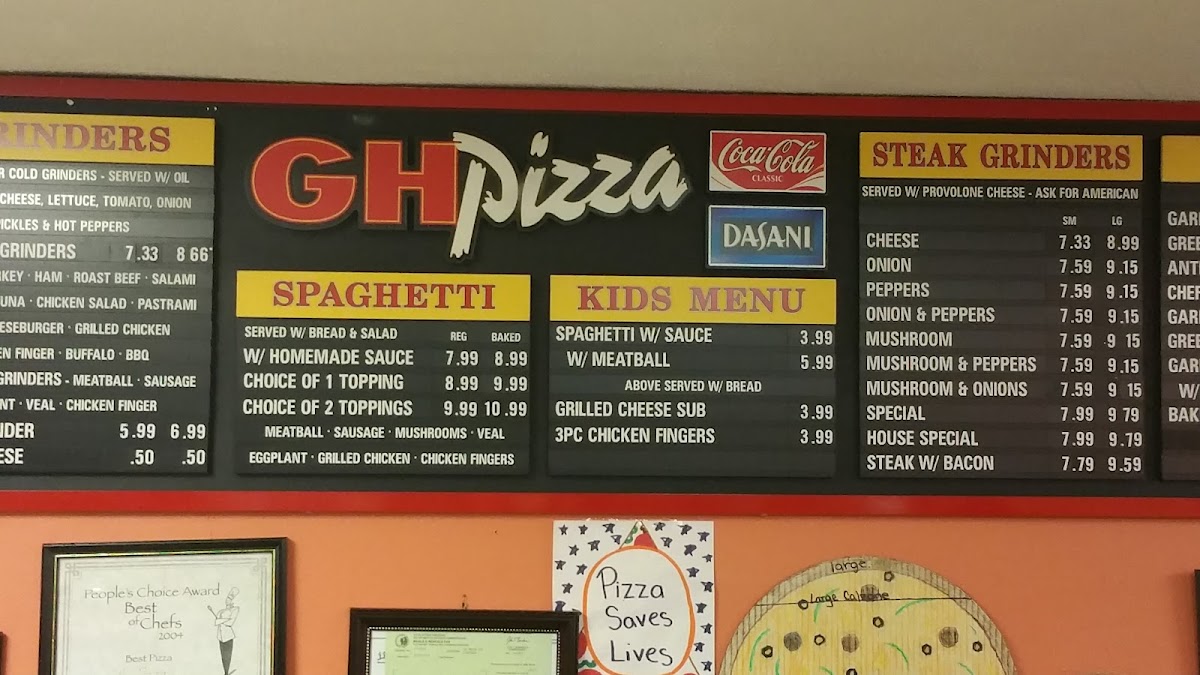 GRINDERS
COLD GRINDERS - SERVED W/ OIL
CHEESE, LETTUCE, TOMATO, ONION
PICKLES & HOT PEPPERS
GRINDERS 7.33 8 66
HAM · ROAST BEEF · SALAMI
CHICKEN SALAD · PASTRAMI
GRILLED CHICKEN
FINGER · BUFFALO · BBQ
GRINDERS - MEATBALL · SAUSAGE
VEAL · CHICKEN FINGER
5.99 6.99
.50 .50
GH Pizza
Coca-Cola
CLASSIC
DASANI
SPAGHETTI
SERVED W/ BREAD & SALAD REG BAKED
W/ HOMEMADE SAUCE 7.99 8.99
CHOICE OF 1 TOPPING 8.99 9.99
CHOICE OF 2 TOPPINGS 9.99 10.99
MEATBALL · SAUSAGE · MUSHROOMS · VEAL
EGGPLANT · GRILLED CHICKEN · CHICKEN FINGERS
KIDS MENU
SPAGHETTI W/ SAUCE 3.99
W/ MEATBALL 5.99
ABOVE SERVED W/ BREAD
GRILLED CHEESE SUB 3.99
3PC CHICKEN FINGERS 3.99
STEAK GRINDERS
SERVED W/ PROVOLONE CHEESE - ASK FOR AMERICAN
SM LG
CHEESE 7.33 8.99
ONION 7.59 9.15
PEPPERS 7.59 9.15
ONION & PEPPERS 7.59 9.15
MUSHROOM 7.59 9 15
MUSHROOM & PEPPERS 7.59 9.15
MUSHROOM & ONIONS 7.59 9 15
SPECIAL 7.99 9 79
HOUSE SPECIAL 7.99 9.79
STEAK W/ BACON 7.79 9.59
W/
People's Choice Award
Best
of Chefs
2004
Best Pizza
Pizza
Saves
Lives
large
Large Calzone